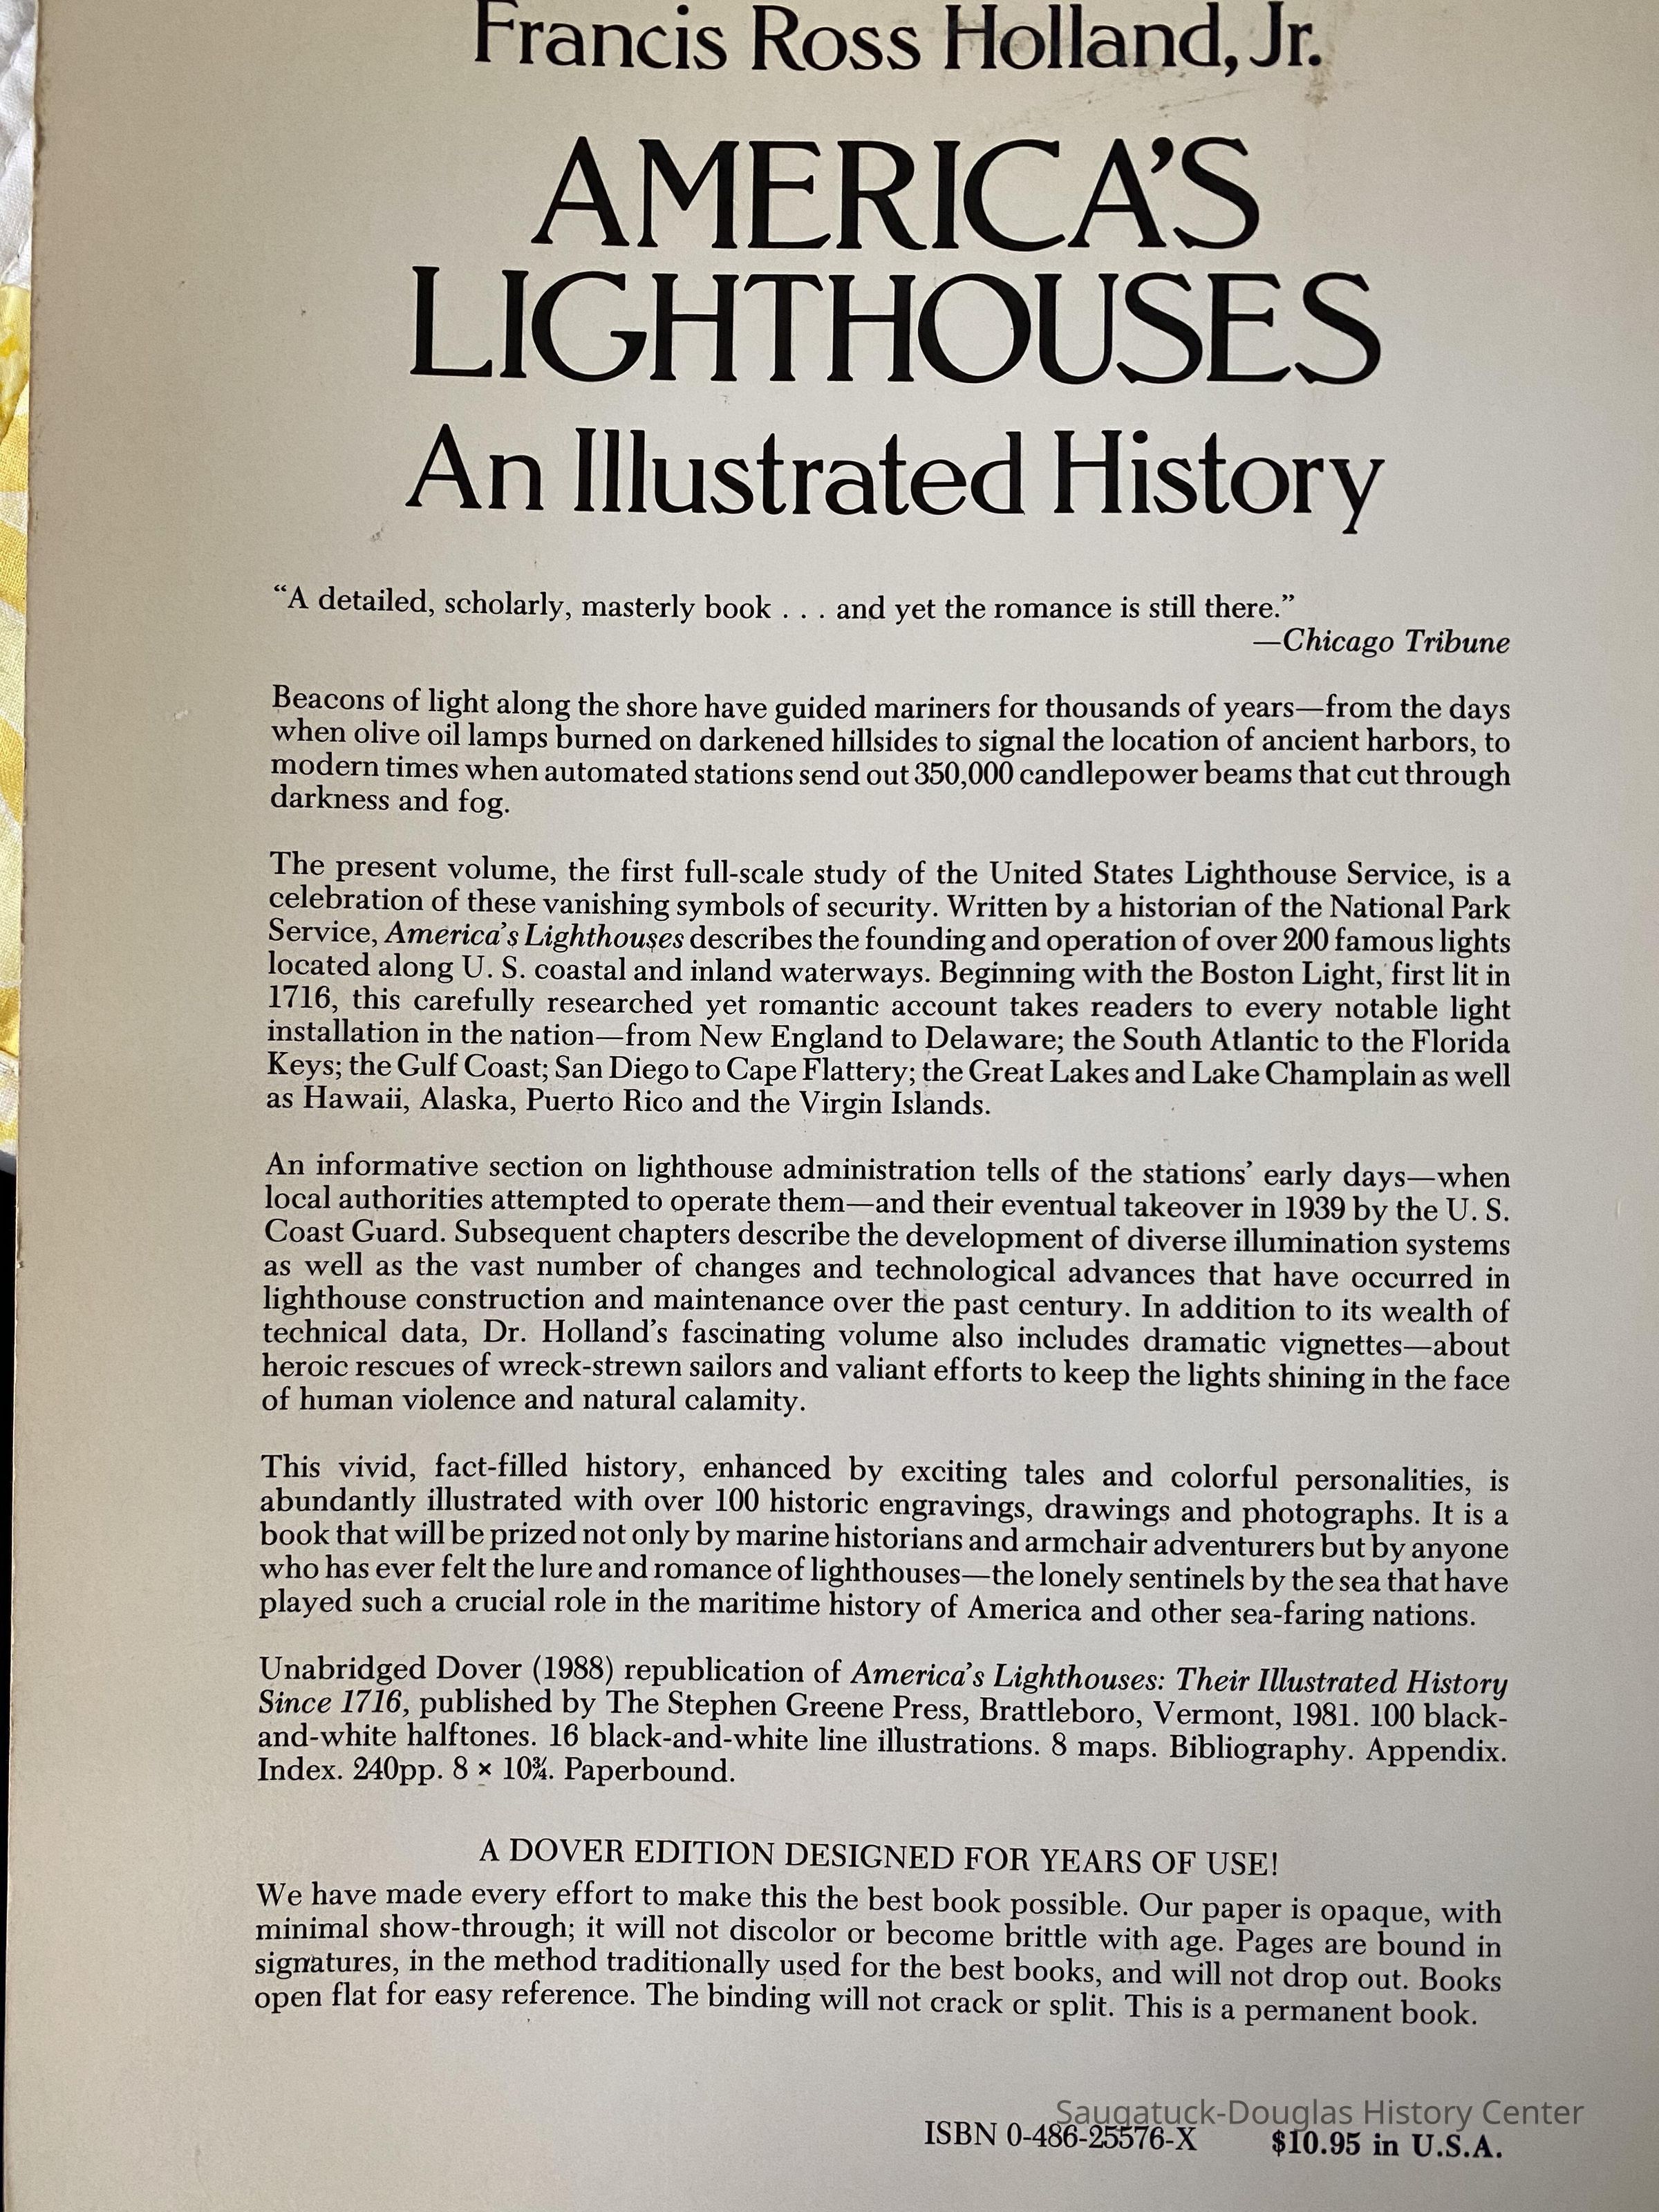 Francis Ross Holland, Jr.
AMERICA'S
LIGHTHOUSES
An Illustrated History
“A detailed, scholarly, masterly book . . . and yet the romance is still there.”
—Chicago Tribune
Beacons of light along the shore have guided mariners for thousands of years—from the days
when olive oil lamps burned on darkened hillsides to signal the location of ancient harbors, to
modern times when automated stations send out 350,000 candlepower beams that cut through
darkness and fog.
The present volume, the first full-scale study of the United States Lighthouse Service, is a
celebration of these vanishing symbols of security. Written by a historian of the National Park
Service, America's Lighthouses describes the founding and operation of over 200 famous lights
located along U. S. coastal and inland waterways. Beginning with the Boston Light, first lit in
1716, this carefully researched yet romantic account takes readers to every notable light
installation in the nation—from New England to Delaware; the South Atlantic to the Florida
Keys; the Gulf Coast; San Diego to Cape Flattery; the Great Lakes and Lake Champlain as well
as Hawaii, Alaska, Puerto Rico and the Virgin Islands.
An informative section on lighthouse administration tells of the stations' early days—when
local authorities attempted to operate them—and their eventual takeover in 1939 by the U. S.
Coast Guard. Subsequent chapters describe the development of diverse illumination systems
as well as the vast number of changes and technological advances that have occurred in
lighthouse construction and maintenance over the past century. In addition to its wealth of
technical data, Dr. Holland's fascinating volume also includes dramatic vignettes—about
heroic rescues of wreck-strewn sailors and valiant efforts to keep the lights shining in the face
of human violence and natural calamity.
This vivid, fact-filled history, enhanced by exciting tales and colorful personalities, is
abundantly illustrated with over 100 historic engravings, drawings and photographs. It is a
book that will be prized not only by marine historians and armchair adventurers but by anyone
who has ever felt the lure and romance of lighthouses—the lonely sentinels by the sea that have
played such a crucial role in the maritime history of America and other sea-faring nations.
Unabridged Dover (1988) republication of America's Lighthouses: Their Illustrated History
Since 1716, published by The Stephen Greene Press, Brattleboro, Vermont, 1981. 100 black-
and-white halftones. 16 black-and-white line illustrations. 8 maps. Bibliography. Appendix.
Index. 240pp. 8 × 10¾. Paperbound.
A DOVER EDITION DESIGNED FOR YEARS OF USE!
We have made every effort to make this the best book possible. Our paper is opaque, with
minimal show-through; it will not discolor or become brittle with age. Pages are bound in
signatures, in the method traditionally used for the best books, and will not drop out. Books
open flat for easy reference. The binding will not crack or split. This is a permanent book.
Saugatuck-Douglas History Center
ISBN 0-486-25576-X $10.95 in U.S.A.